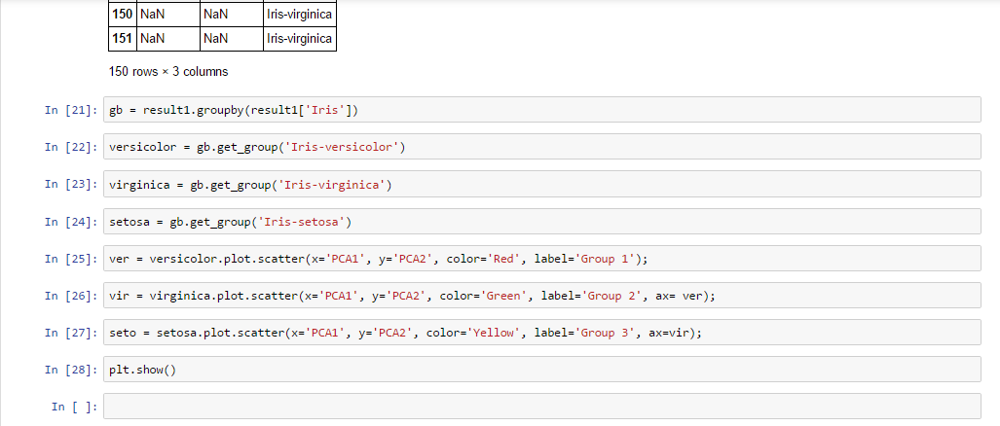 150 NaN NaN Iris-virginica
151 NaN NaN Iris-virginica
150 rows × 3 columns
In [21]: gb = result1.groupby(result1['Iris'])
In [22]: versicolor = gb.get_group('Iris-versicolor')
In [23]: virginica = gb.get_group('Iris-virginica')
In [24]: setosa = gb.get_group('Iris-setosa')
In [25]: ver = versicolor.plot.scatter(x='PCA1', y='PCA2', color='Red', label='Group 1');
In [26]: vir = virginica.plot.scatter(x='PCA1', y='PCA2', color='Green', label='Group 2', ax= ver);
In [27]: seto = setosa.plot.scatter(x='PCA1', y='PCA2', color='Yellow', label='Group 3', ax=vir);
In [28]: plt.show()
In [ ]: